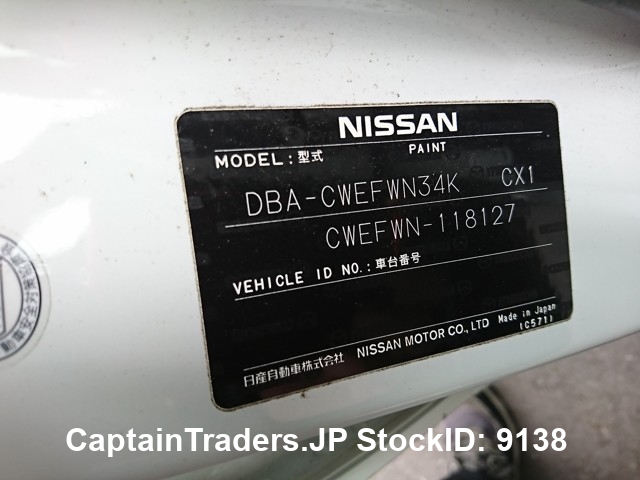 NISSAN
MODEL: 型式 PAINT
DBA-CWEFWN34K CX1
CWEFWN-118127
VEHICLE ID NO.: 車台番号
日産自動車株式会社 NISSAN MOTOR CO., LTD Made in Japan
(C571)
CaptainTraders.JP StockID: 9138